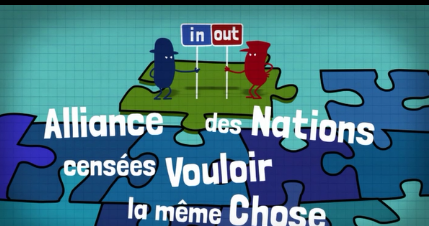 in out
Alliance des Nations
censées Vouloir
la même Chose